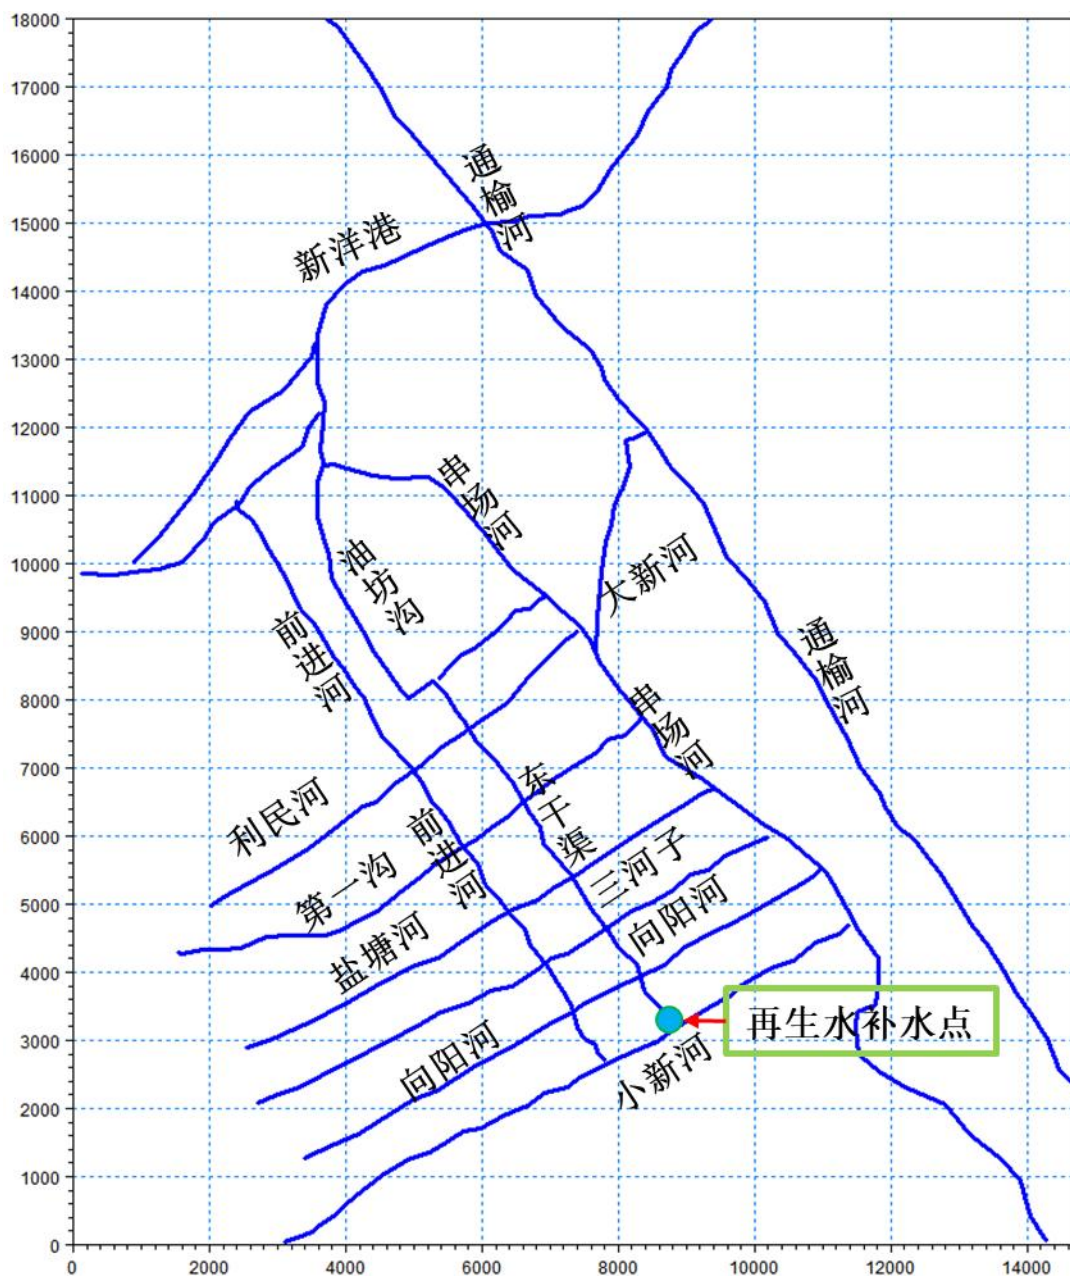 18000
17000
16000
15000
14000
13000
12000
11000
10000
9000
8000
7000
6000
5000
4000
3000
2000
1000
0
通榆河
新洋港
串场河
油坊沟
大新河
前进河
通榆河
串场河
利民河
东干渠
前进河
第一沟
三河子
盐塘河
向阳河
再生水补水点
向阳河
小新河
0
2000
4000
6000
8000
10000
12000
14000